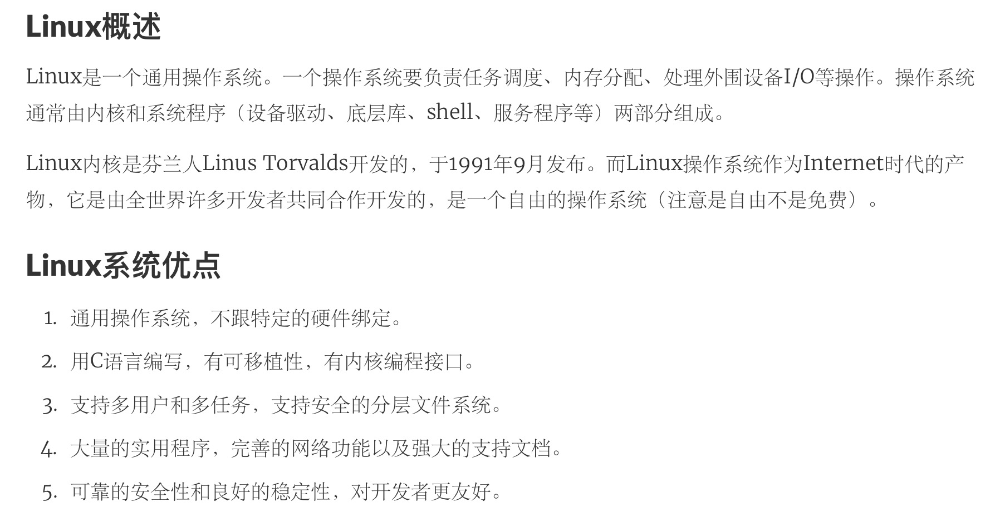 Linux概述
Linux是一个通用操作系统。一个操作系统要负责任务调度、内存分配、处理外围设备I/O等操作。操作系统
通常由内核和系统程序（设备驱动、底层库、shell、服务程序等）两部分组成。
Linux内核是芬兰人Linus Torvalds开发的，于1991年9月发布。而Linux操作系统作为Internet时代的产
物，它是由全世界许多开发者共同合作开发的，是一个自由的操作系统（注意是自由不是免费）。
Linux系统优点
1. 通用操作系统，不跟特定的硬件绑定。
2. 用C语言编写，有可移植性，有内核编程接口。
3. 支持多用户和多任务，支持安全的分层文件系统。
4. 大量的实用程序，完善的网络功能以及强大的支持文档。
5. 可靠的安全性和良好的稳定性，对开发者更友好。